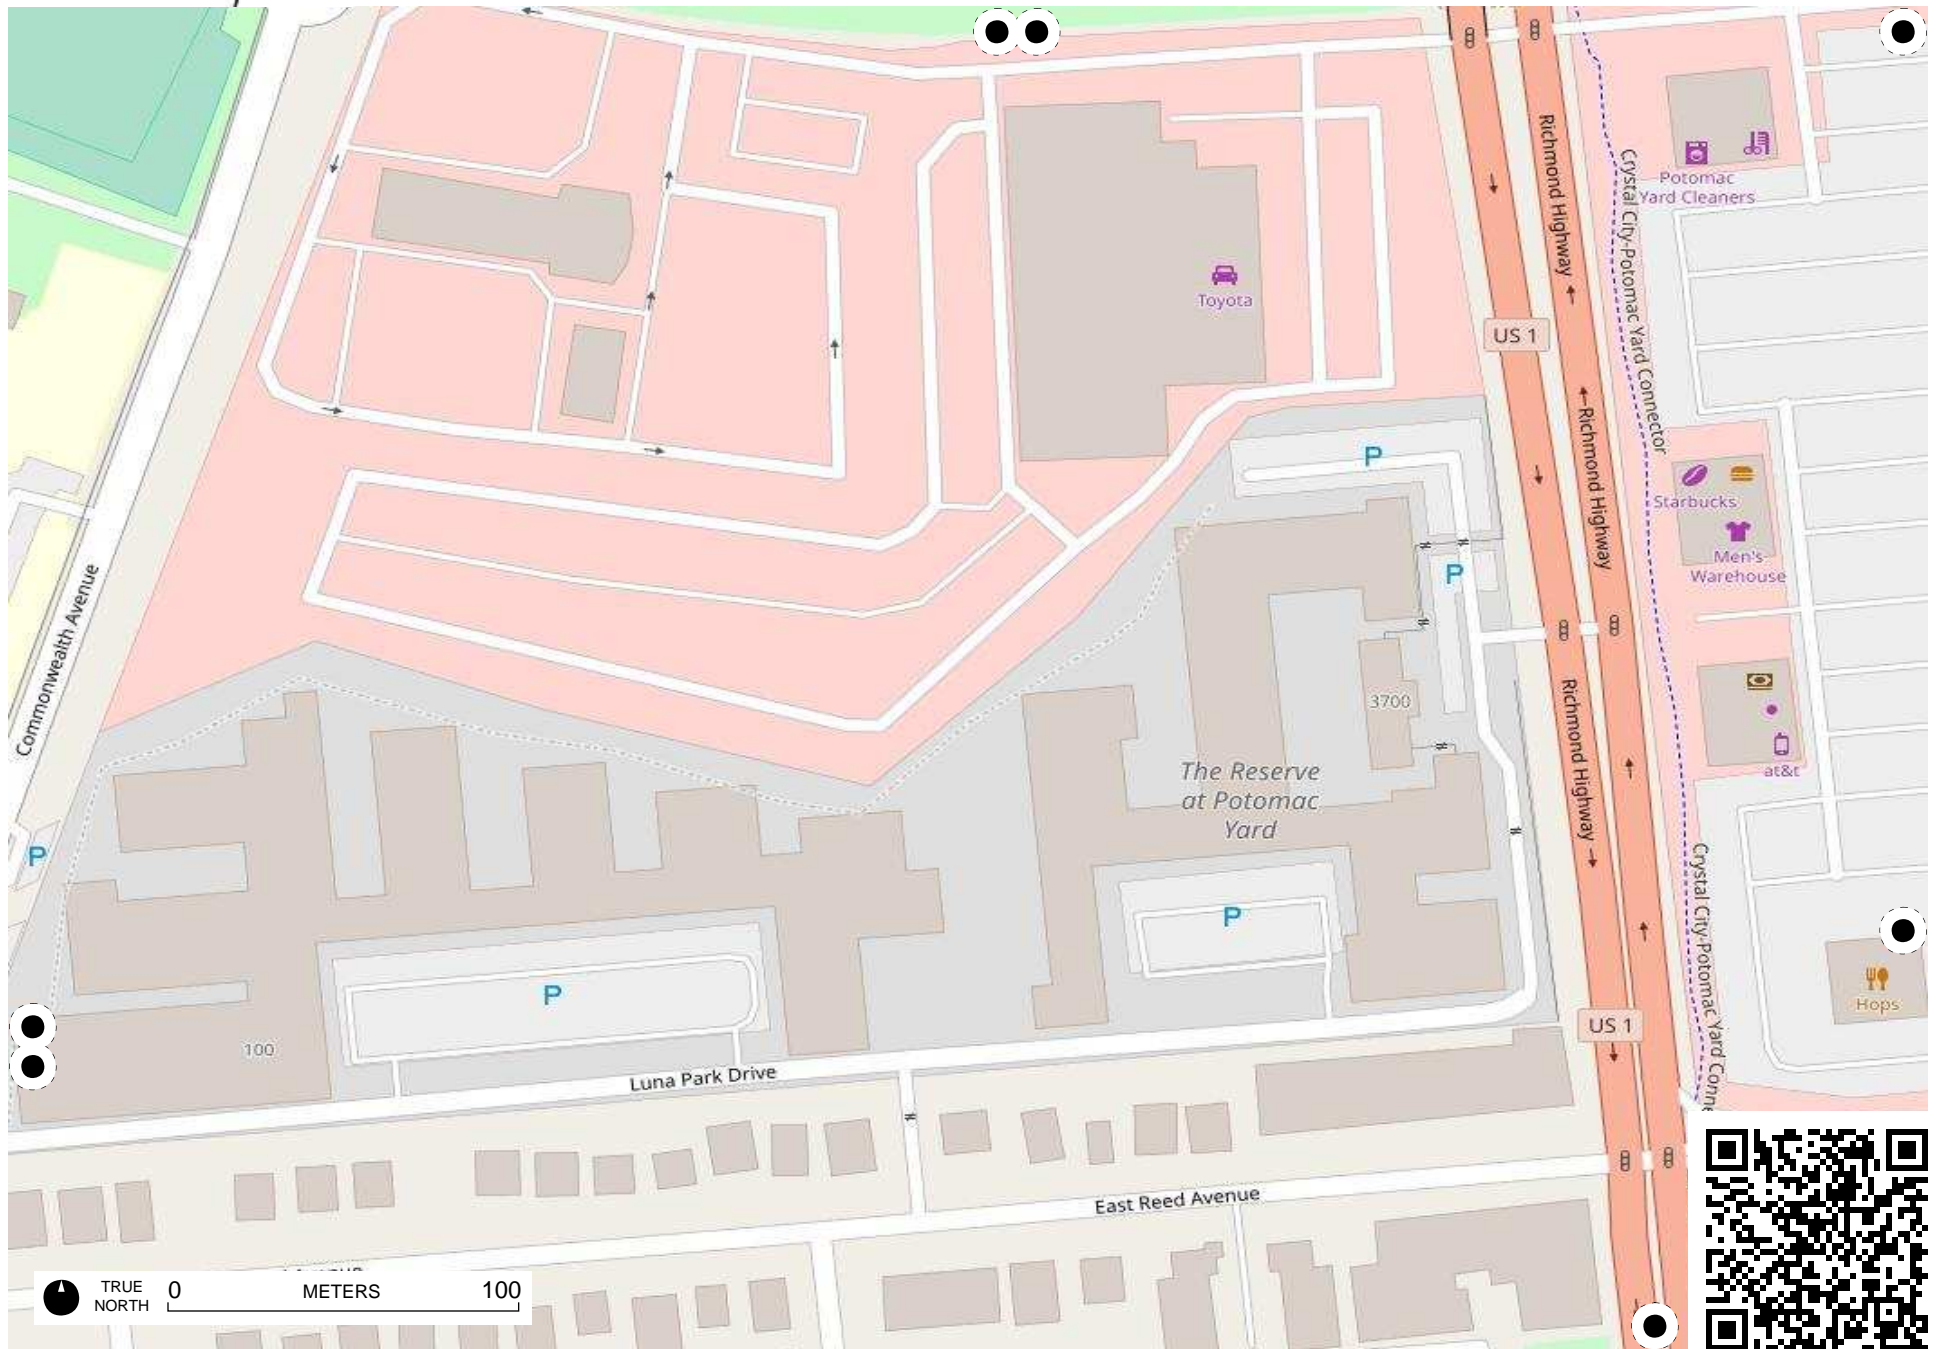 Richmond Highway
Crystal City-Potomac Yard Connector
Potomac
Yard Cleaners
Toyota
US 1
Richmond Highway
P
Starbucks
Men's
Warehouse
P
Commonwealth Avenue
3700
Richmond Highway
The Reserve
at Potomac
Yard
at&t
P
P
Crystal City-Potomac Yard Conne
P
Hops
US 1
100
Luna Park Drive
East Reed Avenue
TRUE
NORTH
0 METERS 100